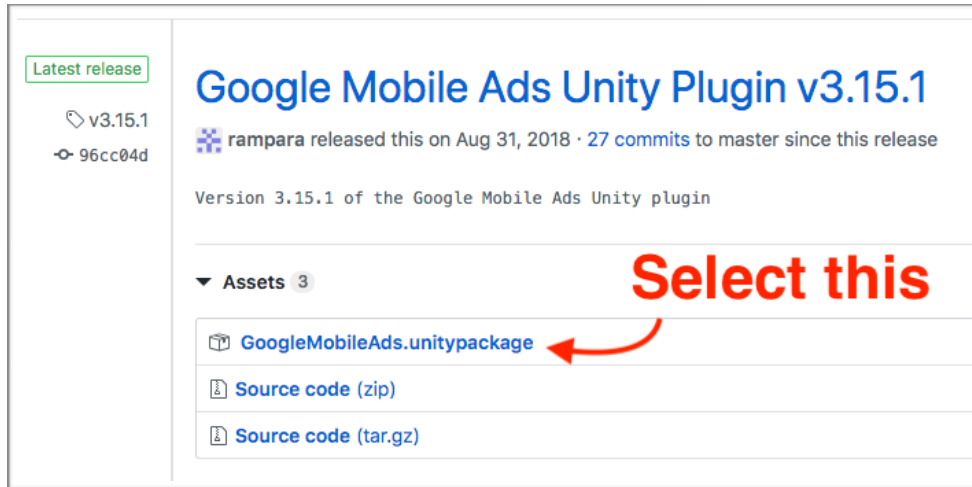 Latest release
v3.15.1
96cc04d
Google Mobile Ads Unity Plugin v3.15.1
rampara released this on Aug 31, 2018 · 27 commits to master since this release
Version 3.15.1 of the Google Mobile Ads Unity plugin
Assets 3
Select this
GoogleMobileAds.unitypackage
Source code (zip)
Source code (tar.gz)